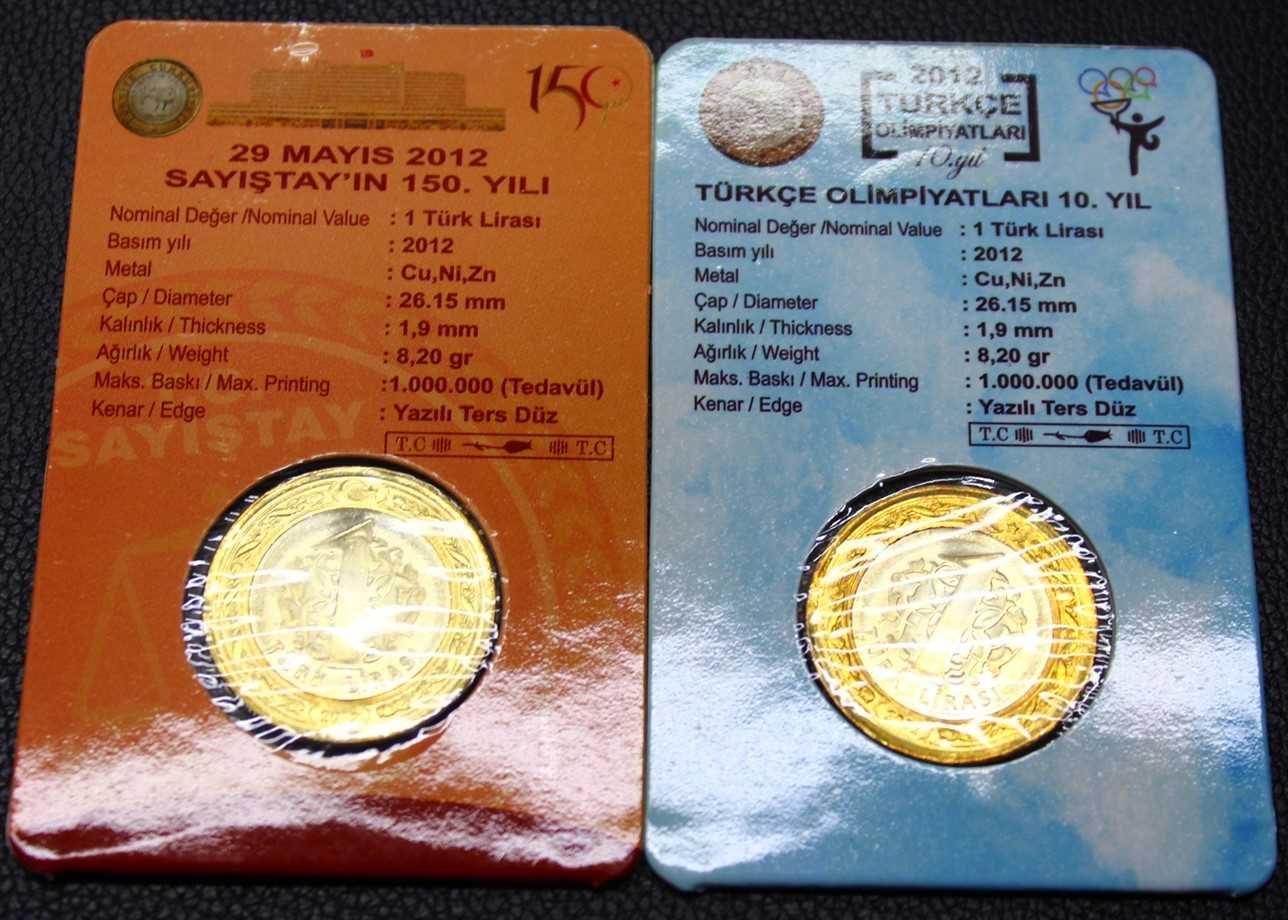 150
29 MAYIS 2012
SAYIŞTAY'IN 150. YILI
Nominal Değer /Nominal Value : 1 Türk Lirası
Basım yılı : 2012
Metal : Cu,Ni,Zn
Çap / Diameter : 26.15 mm
Kalınlık / Thickness : 1,9 mm
Ağırlık / Weight : 8,20 gr
Maks. Baskı / Max. Printing :1.000.000 (Tedavül)
Kenar / Edge : Yazılı Ters Düz
T.C T.C
SAYIŞTAY
LİRASI
2012
TÜRKÇE
OLİMPİYATLARI
10.yıl
TÜRKÇE OLİMPİYATLARI 10. YIL
Nominal Değer /Nominal Value : 1 Türk Lirası
Basım yılı : 2012
Metal : Cu,Ni,Zn
Çap / Diameter : 26.15 mm
Kalınlık / Thickness : 1,9 mm
Ağırlık / Weight : 8,20 gr
Maks. Baskı / Max. Printing : 1.000.000 (Tedavül)
Kenar / Edge : Yazılı Ters Düz
T.C T.C
LİRASI